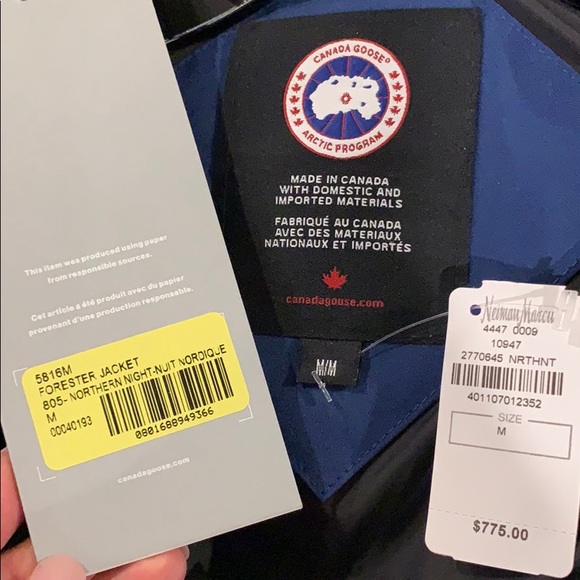 This item was produced using paper
from responsible sources.
Cet article a été produit avec du papier
provenant d'une production responsable.
5816M
FORESTER JACKET
805- NORTHERN NIGHT-NUIT NORDIQUE
M
00040193
0801688949366
canadagoose.com
CANADA GOOSE®
ARCTIC PROGRAM
MADE IN CANADA
WITH DOMESTIC AND
IMPORTED MATERIALS
FABRIQUÉ AU CANADA
AVEC DES MATERIAUX
NATIONAUX ET IMPORTÉS
canadagoose.com
M/M
Neiman Marcu
4447 0009
10947
2770645 NRTHNT
401107012352
SIZE
M
$775.00